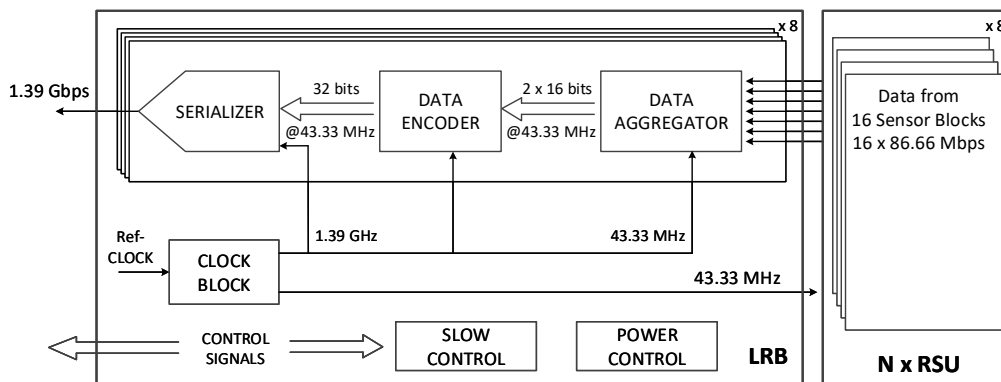 x 8
x 8
1.39 Gbps
SERIALIZER
32 bits
@43.33 MHz
DATA
ENCODER
2 x 16 bits
@43.33 MHz
DATA
AGGREGATOR
Data from
16 Sensor Blocks
16 x 86.66 Mbps
Ref-
CLOCK
CLOCK
BLOCK
1.39 GHz
43.33 MHz
43.33 MHz
CONTROL
SIGNALS
SLOW
CONTROL
POWER
CONTROL
LRB
N x RSU